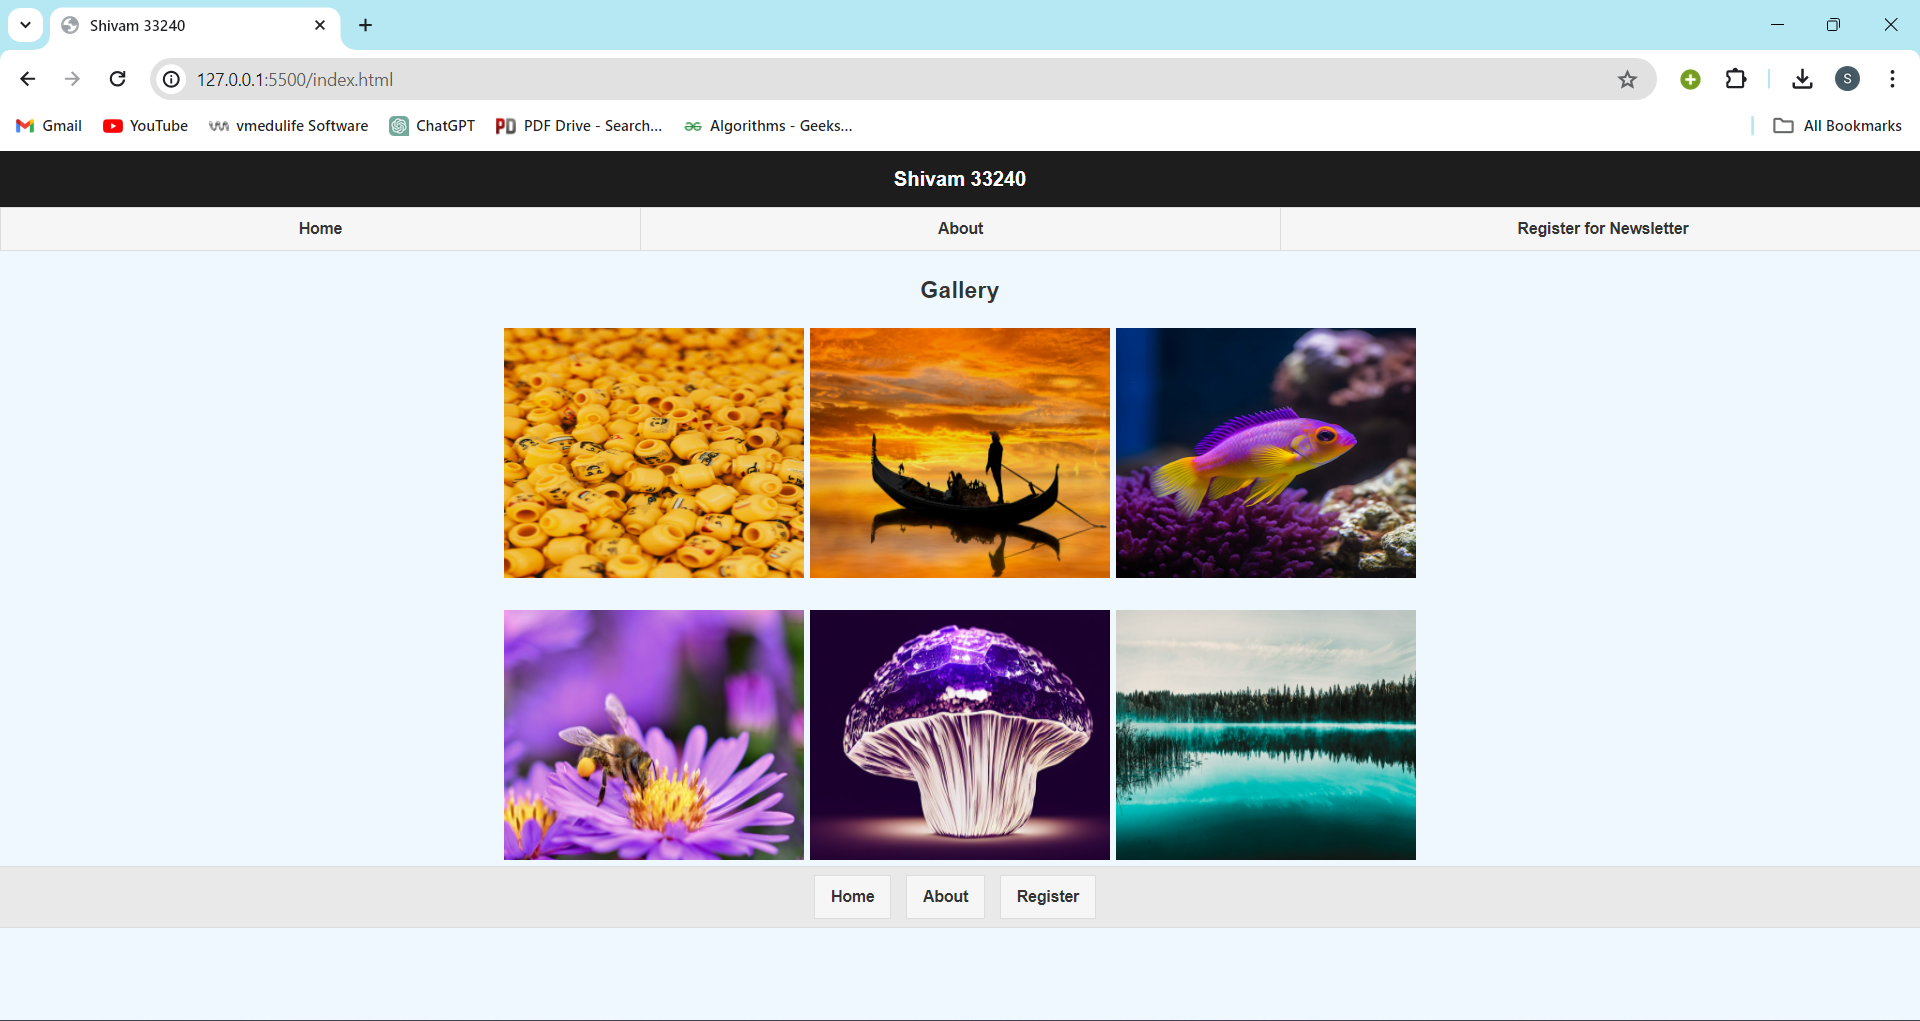 Shivam 33240
127.0.0.1:5500/index.html
S
Gmail YouTube vmedulife Software ChatGPT PDF Drive - Search... Algorithms - Geeks... All Bookmarks
Shivam 33240
Home About Register for Newsletter
Gallery
Home About Register